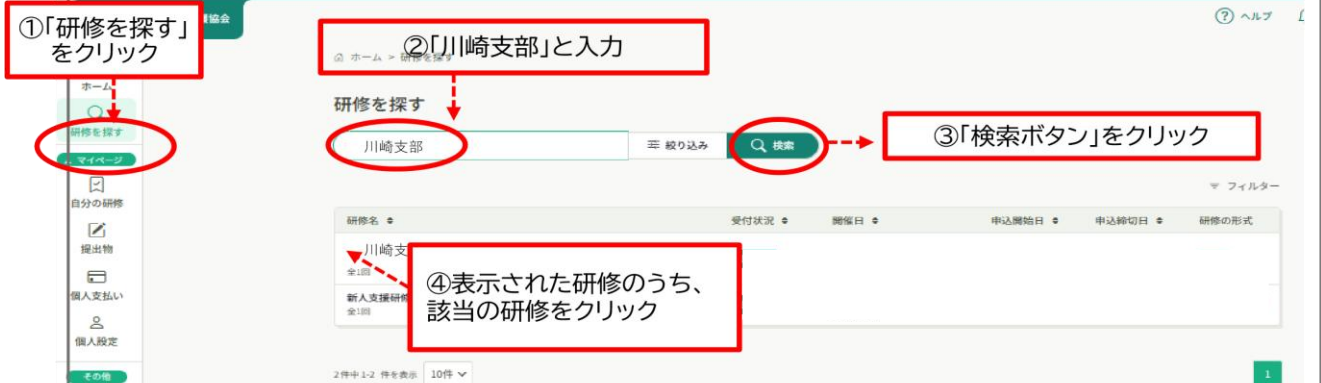 ①「研修を探す」
をクリック
協会
ヘルプ
②「川崎支部」と入力
ホーム > 研修を探す
ホーム
研修を探す
マイページ
自分の研修
提出物
個人支払い
個人設定
その他
研修を探す
川崎支部
絞り込み
検索
③「検索ボタン」をクリック
フィルター
研修名 受付状況 開催日 申込開始日 申込締切日 研修の形式
川崎支
全1回
新人支援研修
全1回
④表示された研修のうち、
該当の研修をクリック
2件中 1-2 件を表示 10件
1